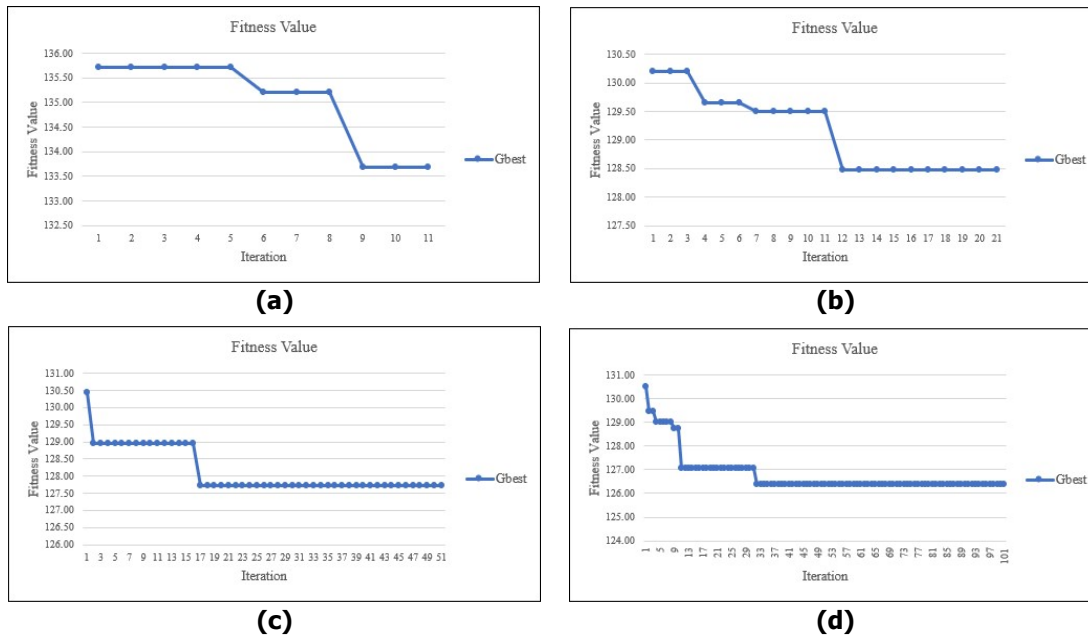 Fitness Value
136.00
135.50
135.00
134.50
134.00
133.50
133.00
132.50
Fitness Value
1 2 3 4 5 6 7 8 9 10 11
Iteration
Gbest
(a)
Fitness Value
130.50
130.00
129.50
129.00
128.50
128.00
127.50
Fitness Value
1 2 3 4 5 6 7 8 9 10 11 12 13 14 15 16 17 18 19 20 21
Iteration
Gbest
(b)
Fitness Value
131.00
130.50
130.00
129.50
129.00
128.50
128.00
127.50
127.00
126.50
126.00
Fitness Value
1 3 5 7 9 11 13 15 17 19 21 23 25 27 29 31 33 35 37 39 41 43 45 47 49 51
Iteration
Gbest
(c)
Fitness Value
131.00
130.00
129.00
128.00
127.00
126.00
125.00
124.00
Fitness Value
1 5 9 13 17 21 25 29 33 37 41 45 49 53 57 61 65 69 73 77 81 85 89 93 97 101
Iteration
Gbest
(d)